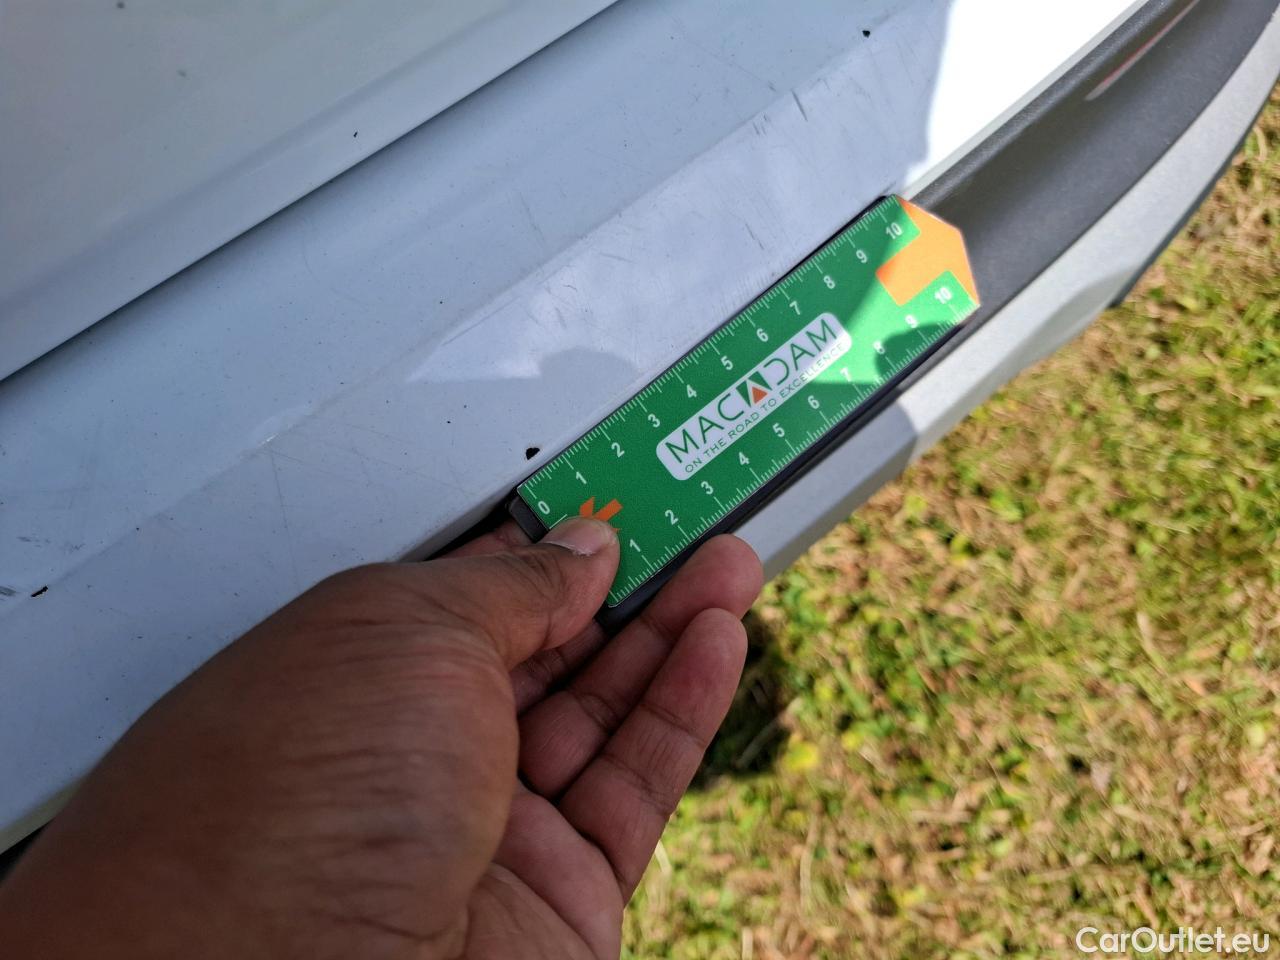 0 1 2 3 4 5 6 7 8 9 10
MACADAM
ON THE ROAD TO EXCELLENCE
1 2 3 4 5 6 7 8 9 10
CarOutlet.eu